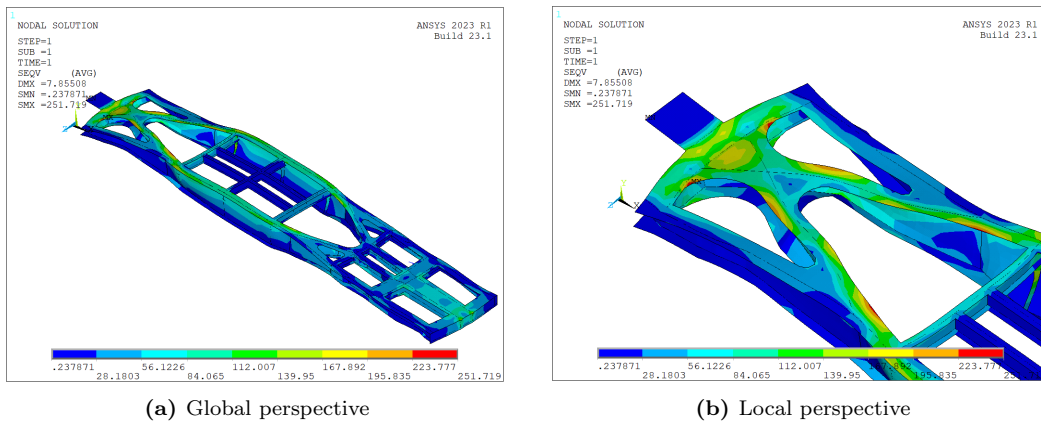 1
NODAL SOLUTION
ANSYS 2023 R1
Build 23.1
STEP=1
SUB =1
TIME=1
SEQV (AVG)
DMX =7.85508
SMN =.237871
SMX =251.719
MX
Z
.237871 56.1226 112.007 167.892 223.777
28.1803 84.065 139.95 195.835 251.719
(a) Global perspective
1
NODAL SOLUTION
ANSYS 2023 R1
Build 23.1
STEP=1
SUB =1
TIME=1
SEQV (AVG)
DMX =7.85508
SMN =.237871
SMX =251.719
MX
Y
Z X
.237871 56.1226 112.007 223.777
28.1803 84.065 139.95 195.835
(b) Local perspective